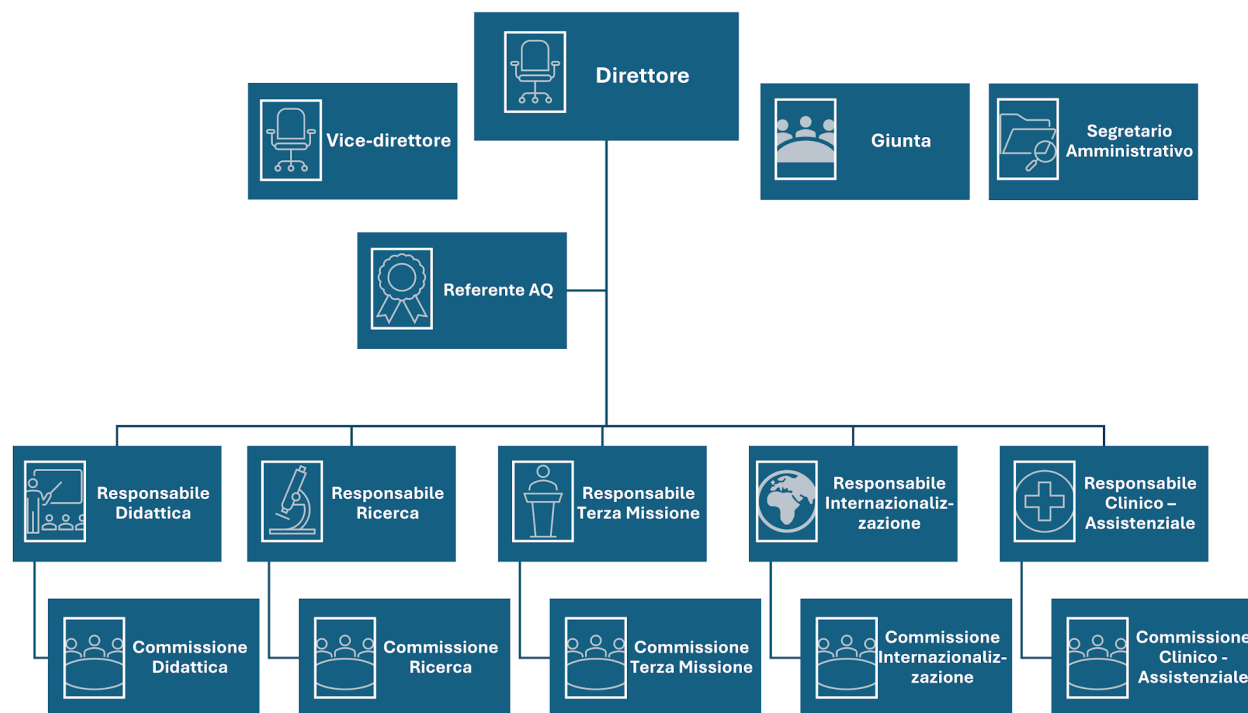 Direttore
Vice-direttore
Giunta
Segretario
Amministrativo
Referente AQ
Responsabile
Didattica
Responsabile
Ricerca
Responsabile
Terza Missione
Responsabile
Internazionaliz-
zazione
Responsabile
Clinico –
Assistenziale
Commissione
Didattica
Commissione
Ricerca
Commissione
Terza Missione
Commissione
Internazionaliz-
zazione
Commissione
Clinico -
Assistenziale